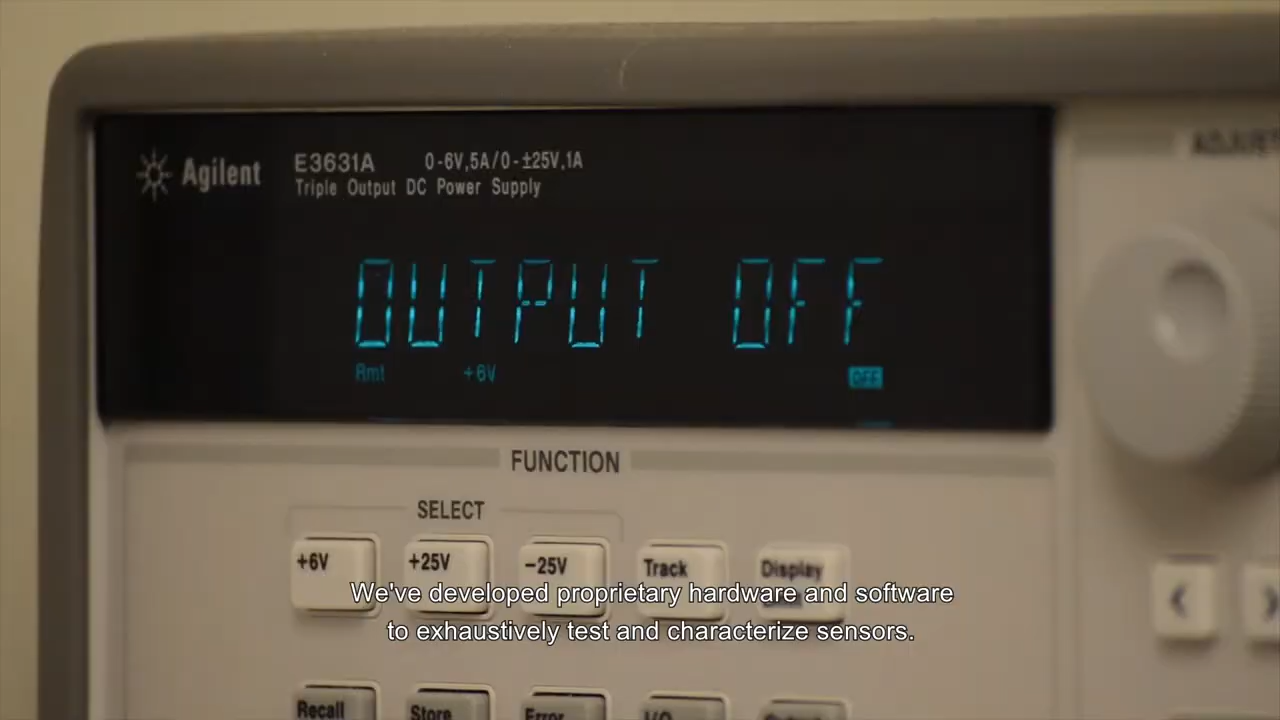 Agilent
E3631A 0-6V,5A/0-±25V,1A
Triple Output DC Power Supply
OUTPUT OFF
Rmt +6V OFF
ADJUST
FUNCTION
SELECT
+6V +25V -25V Track Display
<
>
We've developed proprietary hardware and software
to exhaustively test and characterize sensors.
Recall Store Error I/O